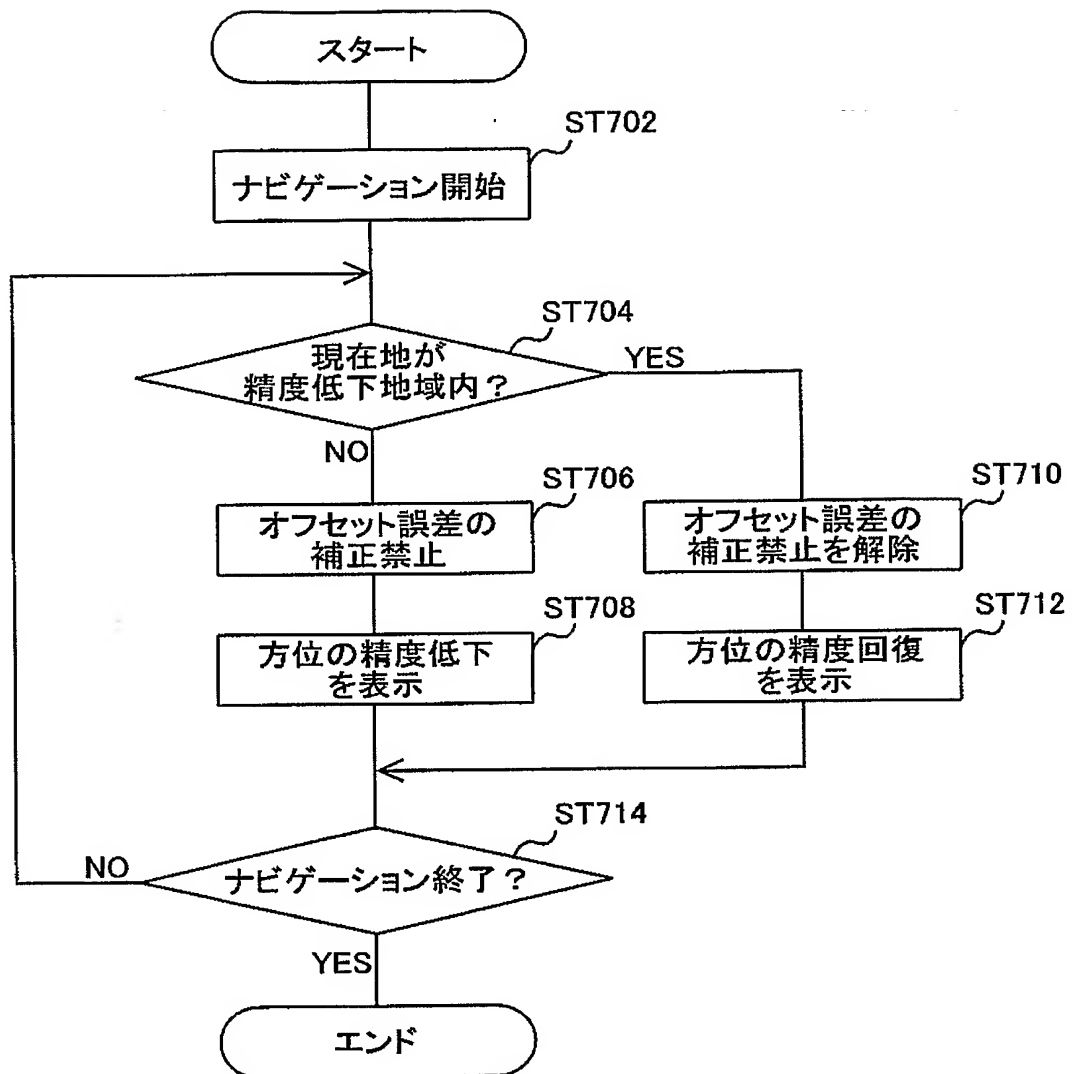 スタート
ST702
ナビゲーション開始
ST704
現在地が
精度低下地域内？
YES
NO
ST706
オフセット誤差の
補正禁止
ST710
オフセット誤差の
補正禁止を解除
ST708
方位の精度低下
を表示
ST712
方位の精度回復
を表示
ST714
ナビゲーション終了？
NO
YES
エンド